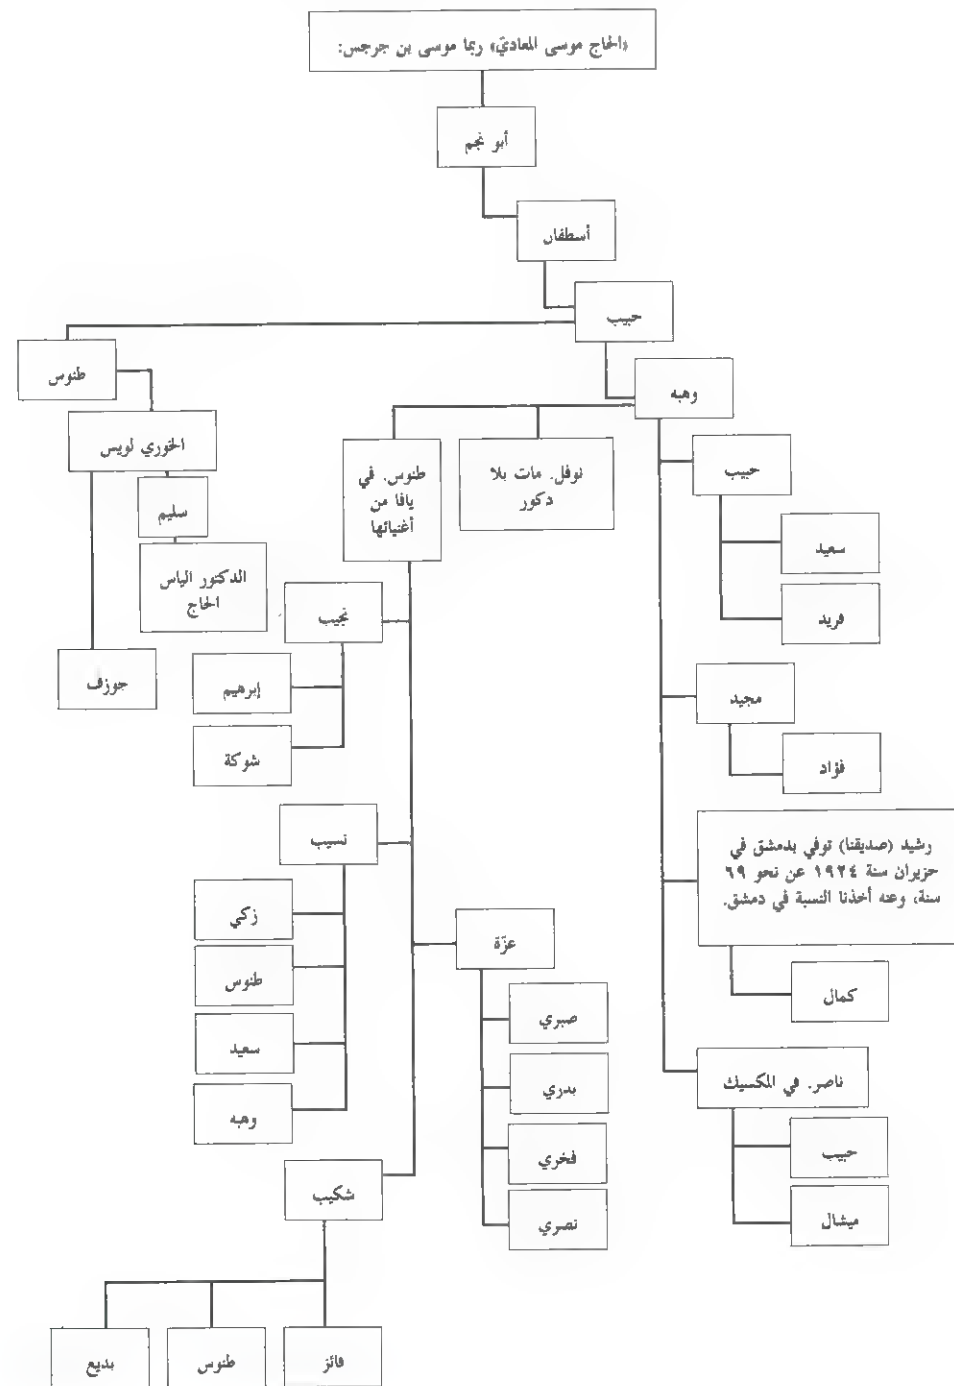 «الحاج موسى المعاديّ» ربما موسى بن جرجس:
أبو نجم
أسطفان
حبيب
طنوس
وهبه
الخوري لويس
سليم
الدكتور الياس
الحاج
جوزف
طنوس. في
يافا من
أغنيائها
نوفل. مات بلا
دكور
حبيب
سعيد
فريد
نجيب
إبرهيم
شوكة
مجيد
فؤاد
نسيب
زكي
طنوس
سعيد
وهبه
رشيد (صديقنا) توفي بدمشق في
حزيران سنة ١٩٢٤ عن نحو ٦٩
سنة، وعنه أخذنا النسبة في دمشق.
كمال
عزّة
صبري
بدري
فخري
نصري
ناصر. في المكسيك
حبيب
ميشال
شكيب
فائز
طنوس
بديع